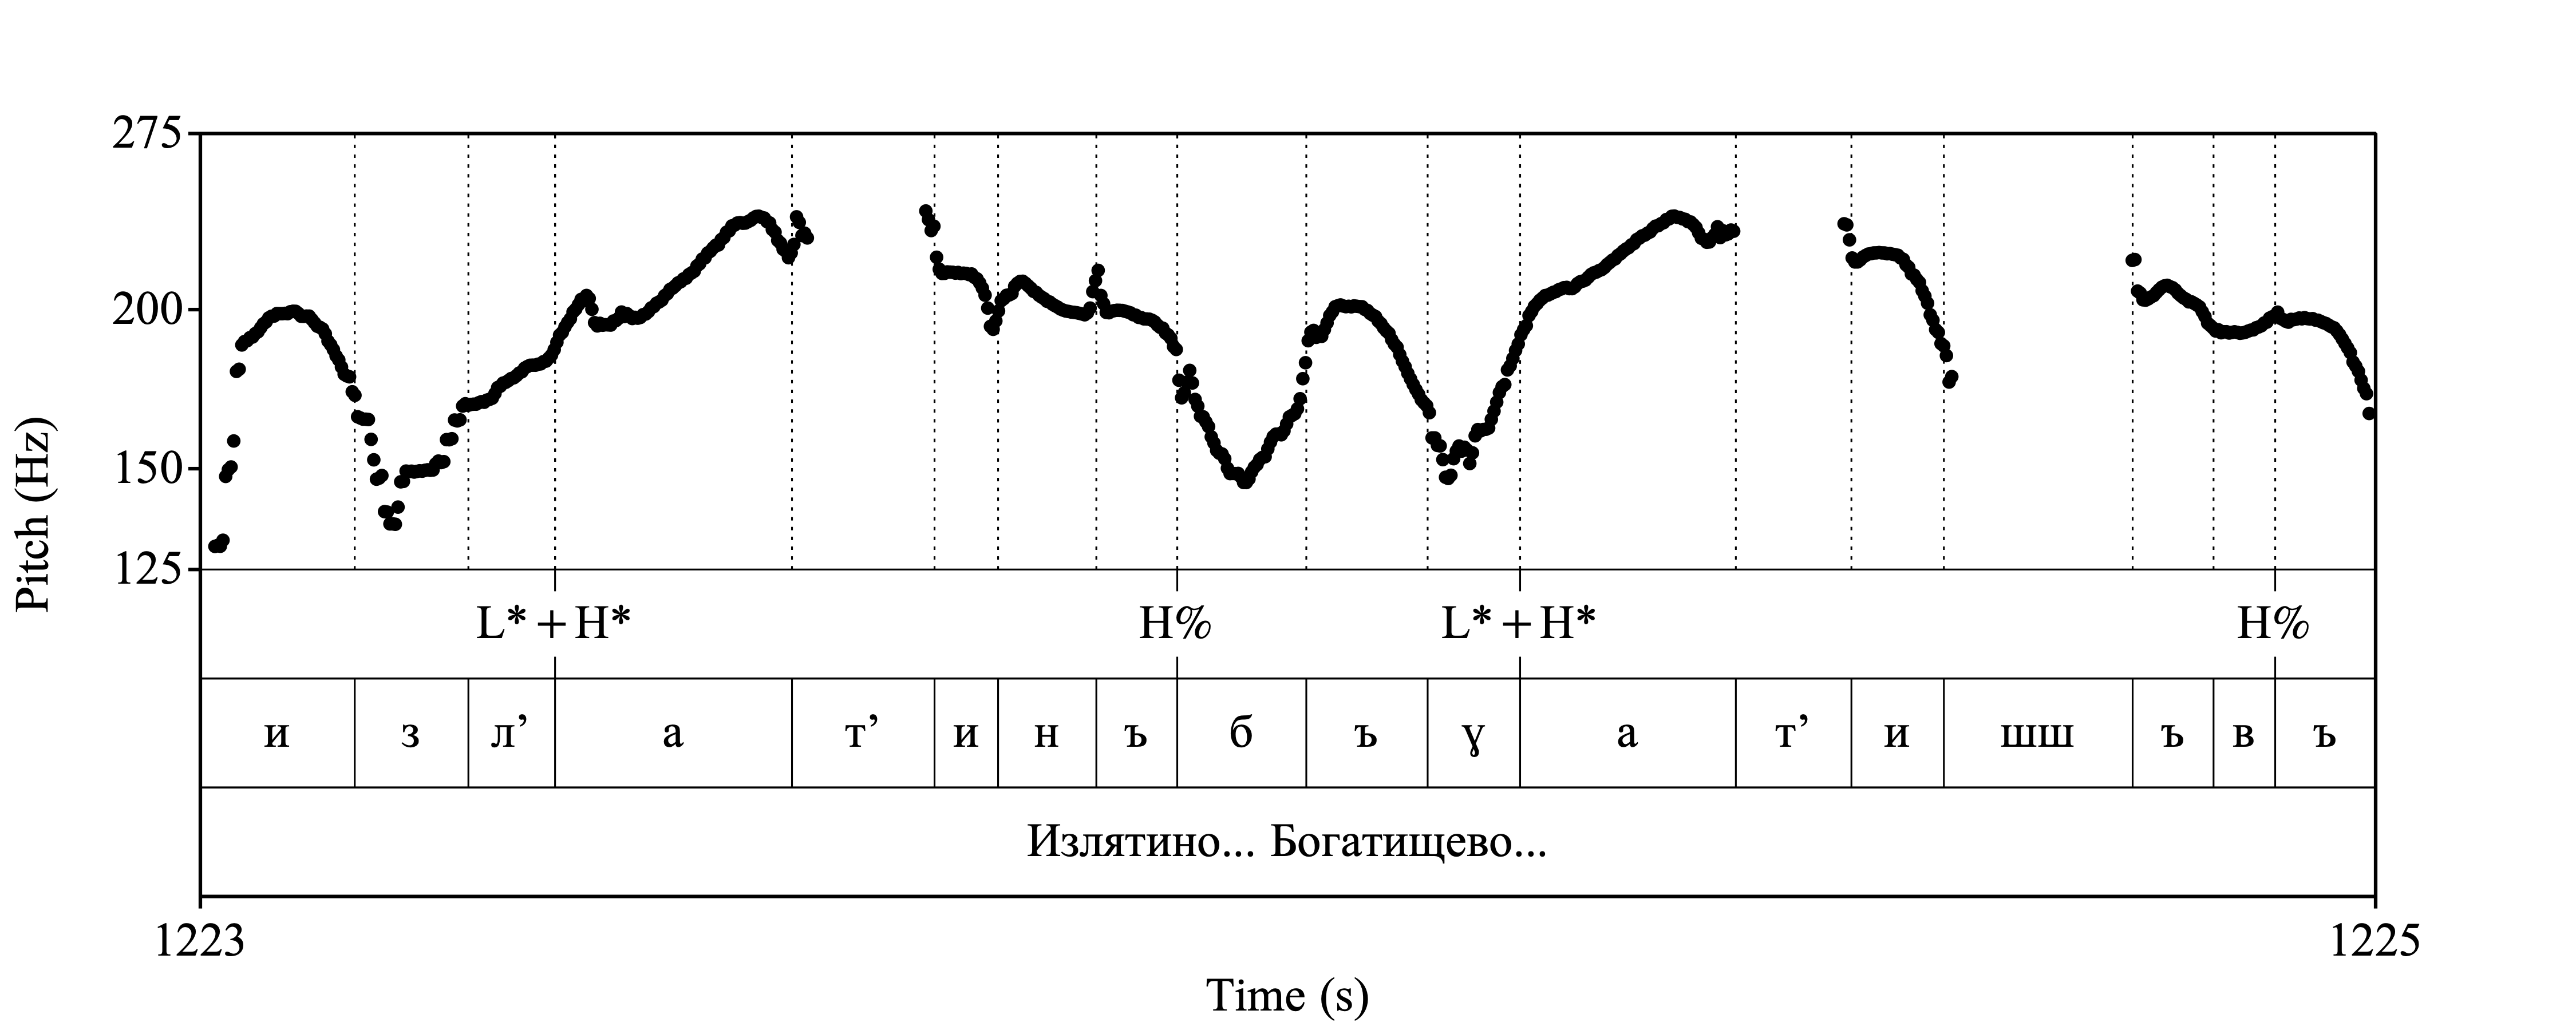 275
200
150
125
Pitch (Hz)
L*+H* H% L*+H* H%
и з л’ а т’ и н ъ б ъ ɣ а т’ и шш ъ в ъ
Излятино... Богатищево...
1223 1225
Time (s)